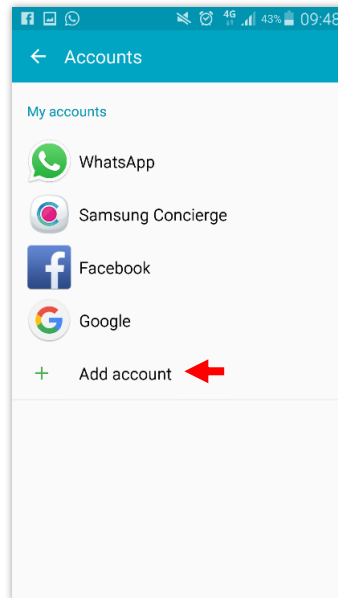 4G 43% 09:48
Accounts
My accounts
WhatsApp
Samsung Concierge
Facebook
Google
Add account